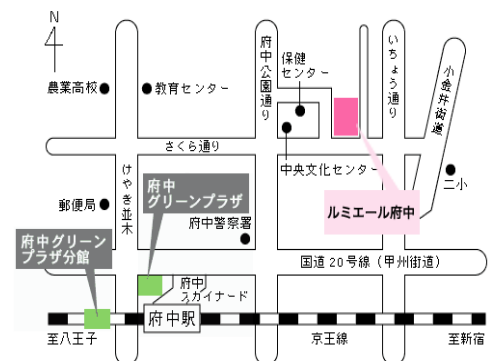 N
農業高校
教育センター
府中公園通り
保健
センター
いちょう通り
小金井街道
さくら通り
中央文化センター
けやき並木
二小
郵便局
府中
グリーンプラザ
府中警察署
ルミエール府中
府中グリーン
プラザ分館
府中
スカイナード
国道20号線（甲州街道）
府中駅
至八王子
京王線
至新宿